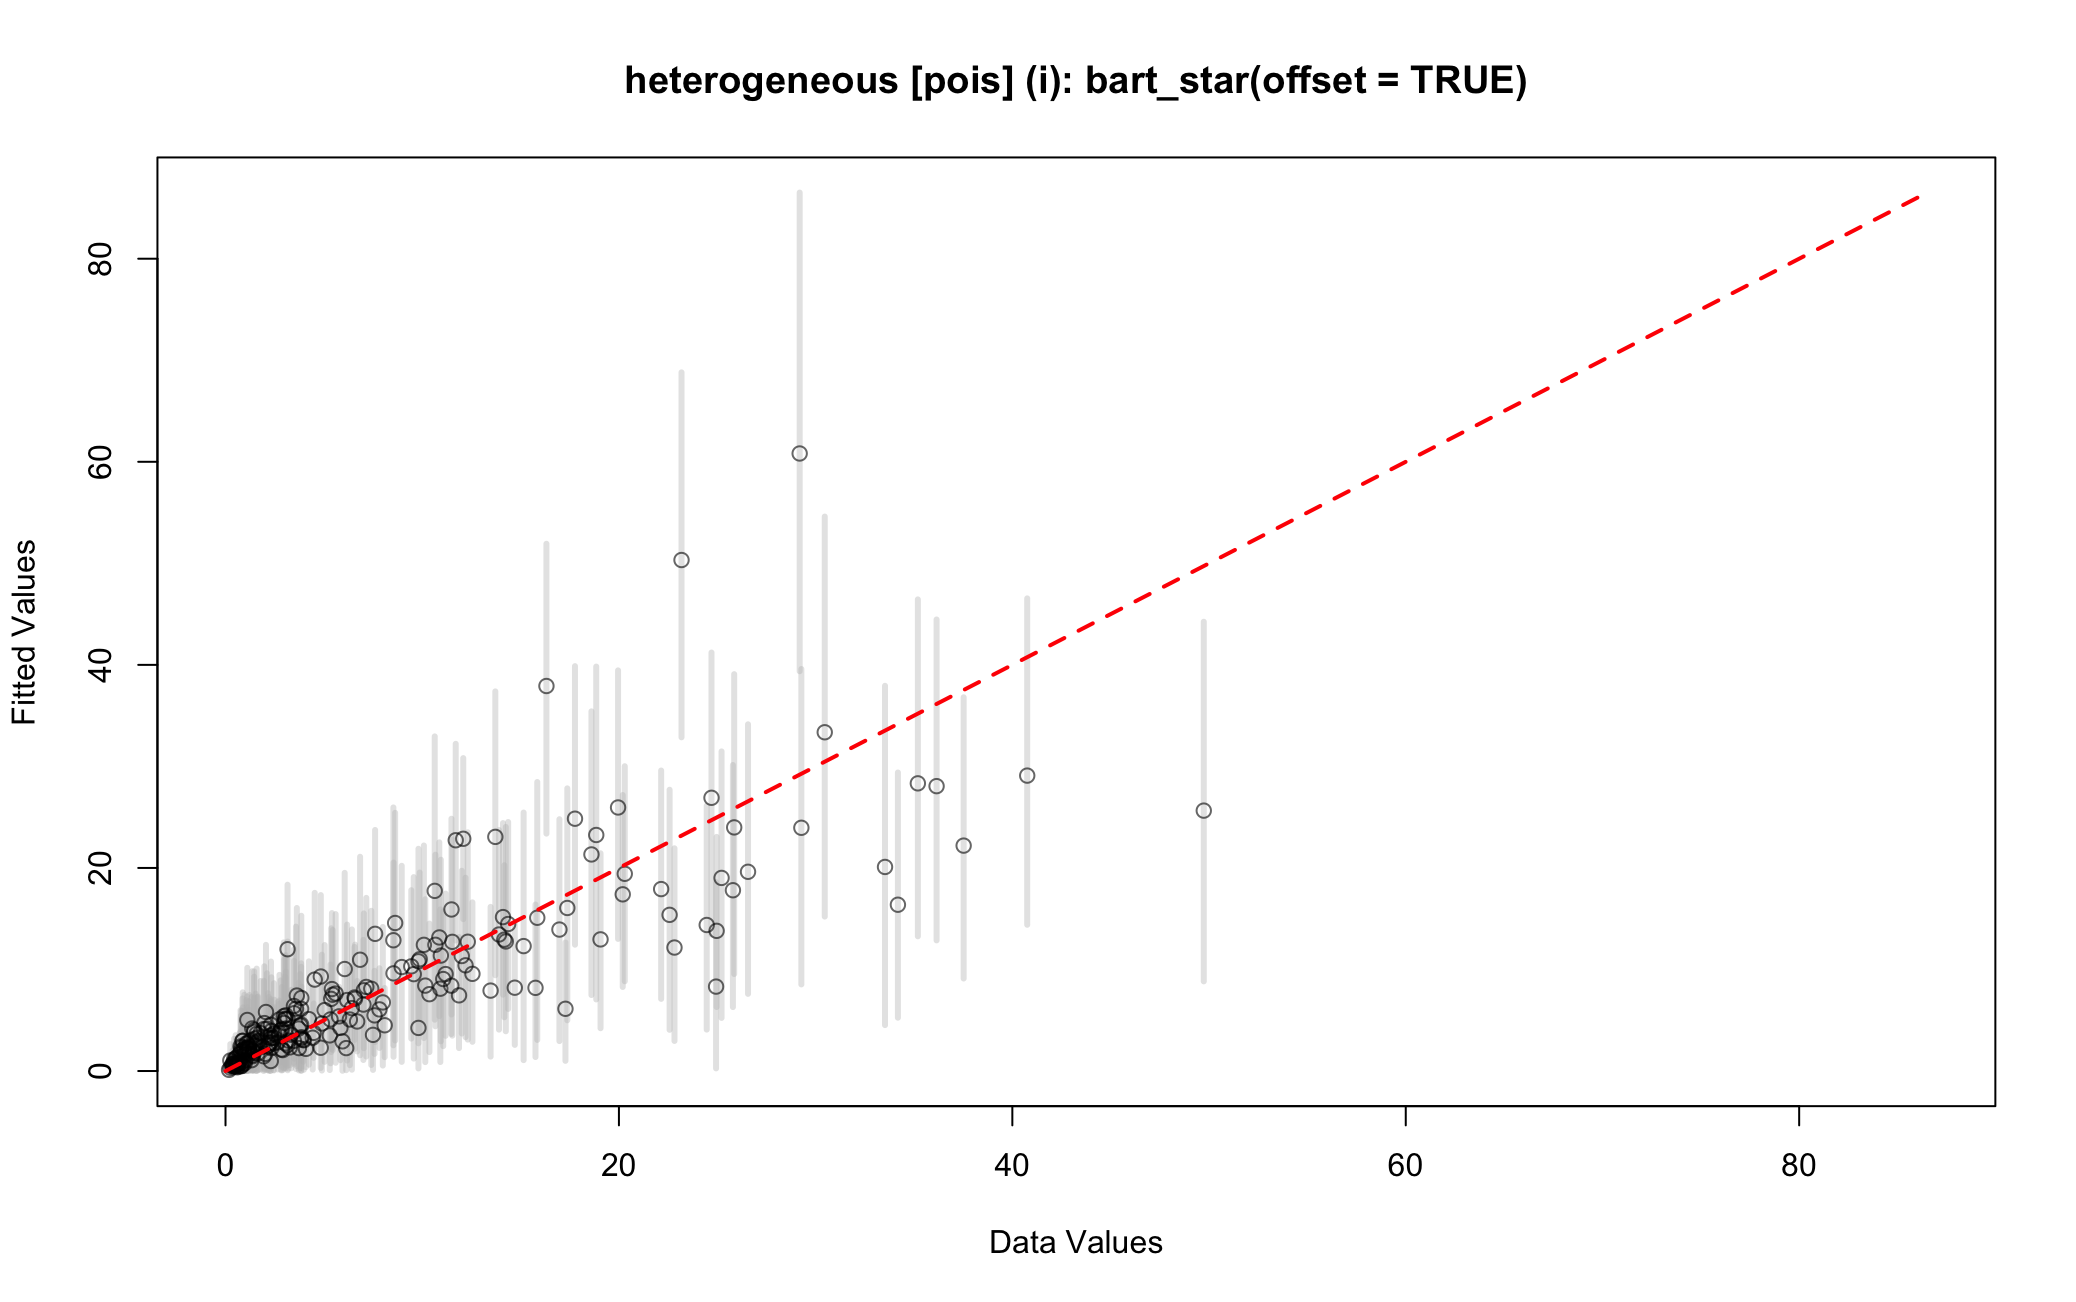 heterogeneous [pois] (i): bart_star(offset = TRUE)
Fitted Values
80
60
40
20
0
0 20 40 60 80
Data Values